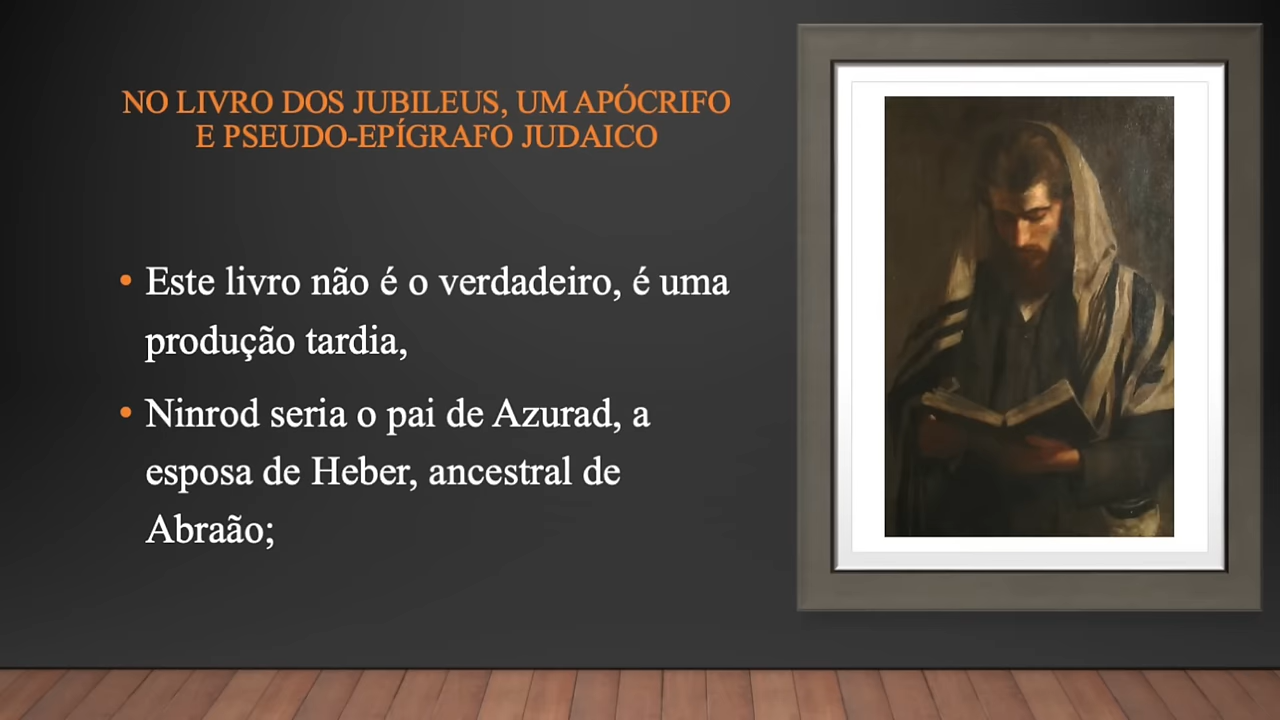 NO LIVRO DOS JUBILEUS, UM APÓCRIFO
E PSEUDO-EPÍGRAFO JUDAICO
• Este livro não é o verdadeiro, é uma
produção tardia,
• Ninrod seria o pai de Azurad, a
esposa de Heber, ancestral de
Abraão;